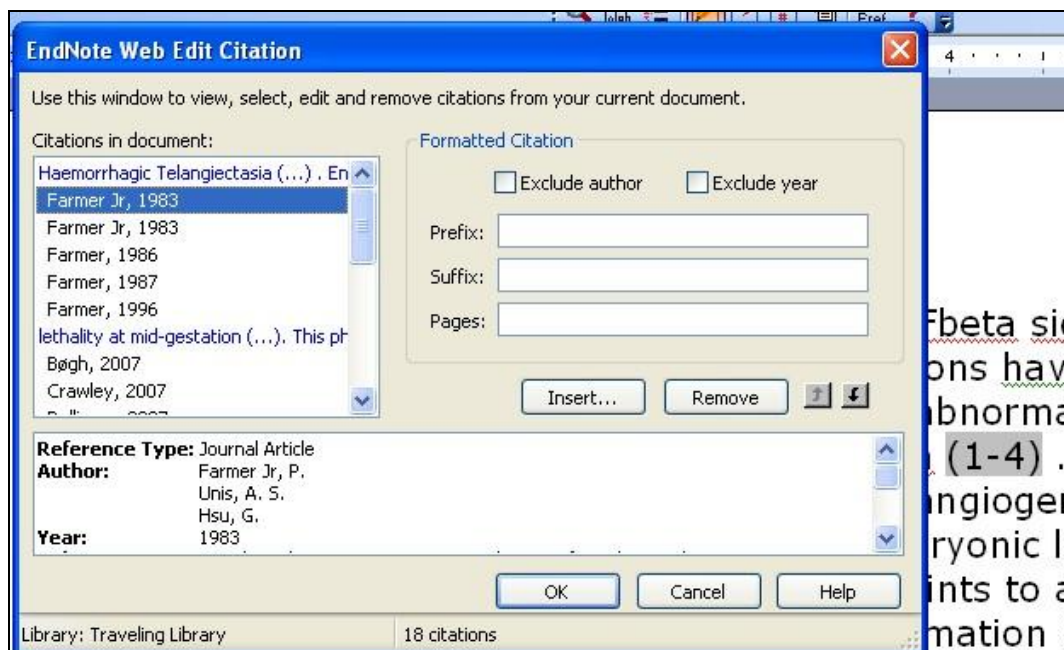 EndNote Web Edit Citation
Use this window to view, select, edit and remove citations from your current document.
Citations in document:
Haemorrhagic Telangiectasia (...) . En
Farmer Jr, 1983
Farmer Jr, 1983
Farmer, 1986
Farmer, 1987
Farmer, 1996
lethality at mid-gestation (...). This ph
Bøgh, 2007
Crawley, 2007
Formatted Citation
Exclude author Exclude year
Prefix:
Suffix:
Pages:
Insert... Remove
Reference Type: Journal Article
Author: Farmer Jr, P.
Unis, A. S.
Hsu, G.
Year: 1983
OK Cancel Help
Library: Traveling Library 18 citations
4
Fbeta si
ons hav
abnorma
(1-4) .
angioger
ryonic l
ints to a
mation